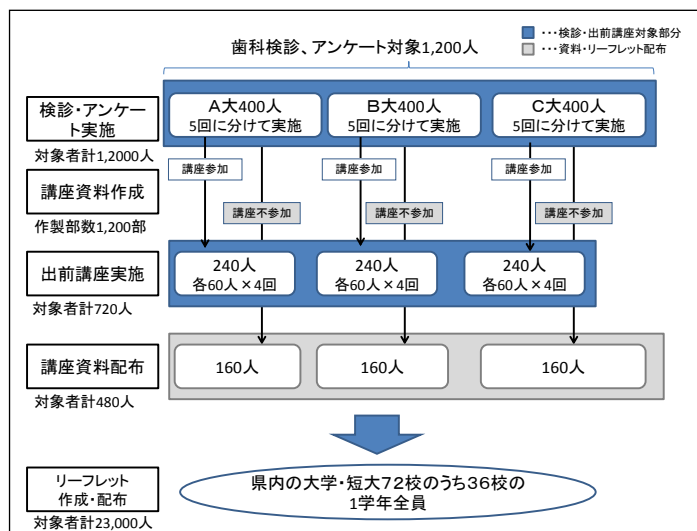 ・・・検診・出前講座対象部分
・・・資料・リーフレット配布
歯科検診、アンケート対象1,200人
検診・アンケー
ト実施
対象者計1,2000人
A大400人
5回に分けて実施
B大400人
5回に分けて実施
C大400人
5回に分けて実施
講座参加
講座参加
講座参加
講座資料作成
作製部数1,200部
講座不参加
講座不参加
講座不参加
出前講座実施
対象者計720人
240人
各60人×4回
240人
各60人×4回
240人
各60人×4回
講座資料配布
対象者計480人
160人
160人
160人
リーフレット
作成・配布
対象者計23,000人
県内の大学・短大72校のうち36校の
1学年全員